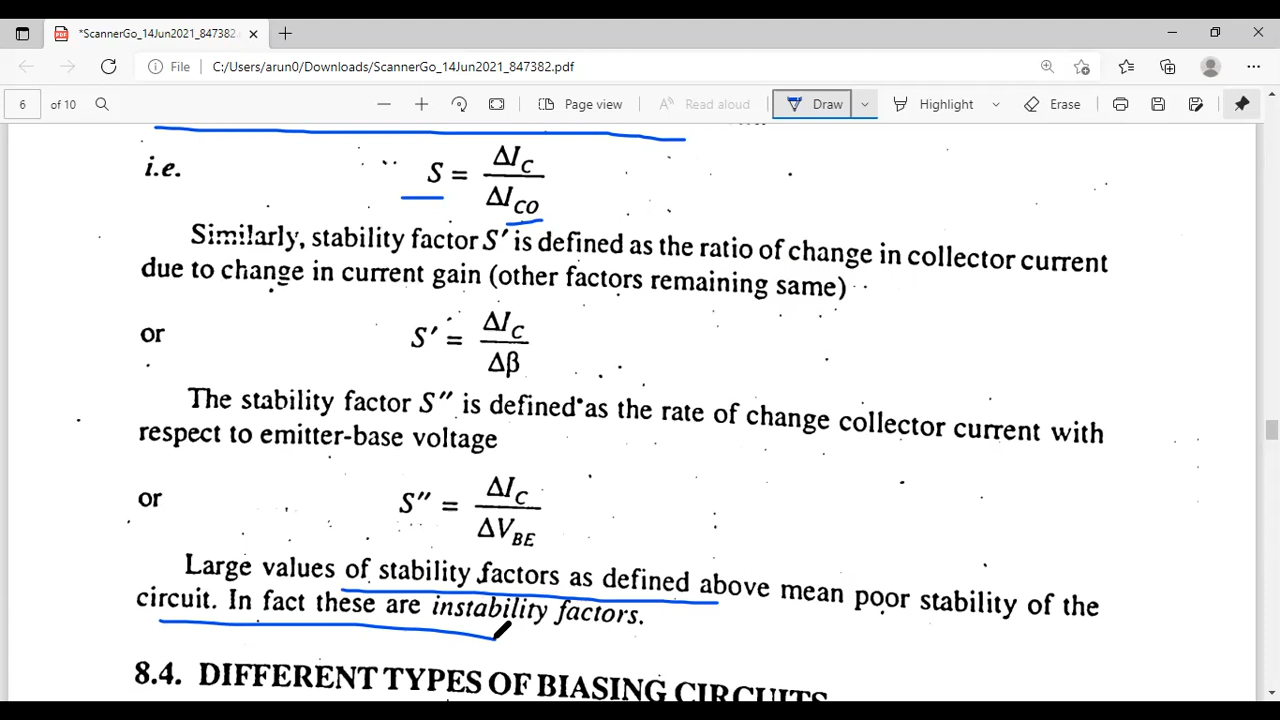 *ScannerGo_14Jun2021_847382.
File C:/Users/arun0/Downloads/ScannerGo_14Jun2021_847382.pdf
6 of 10 Page view Read aloud Draw Highlight Erase
i.e. S = ΔI_C / ΔI_CO
Similarly, stability factor S′ is defined as the ratio of change in collector current
due to change in current gain (other factors remaining same)
or S′ = ΔI_C / Δβ
The stability factor S″ is defined as the rate of change collector current with
respect to emitter-base voltage
or S″ = ΔI_C / ΔV_BE
Large values of stability factors as defined above mean poor stability of the
circuit. In fact these are instability factors.
8.4. DIFFERENT TYPES OF BIASING CIRCUITS